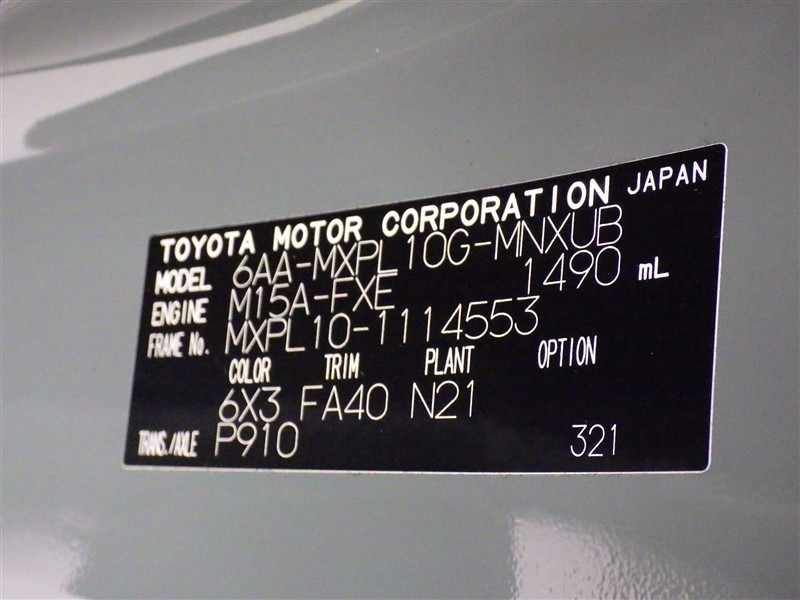 TOYOTA MOTOR CORPORATION JAPAN
MODEL 6AA-MXPL10G-MNXUB
ENGINE M15A-FXE 1490 mL
FRAME No. MXPL10-1114553
COLOR TRIM PLANT OPTION
6X3 FA40 N21
TRANS./AXLE P910 321